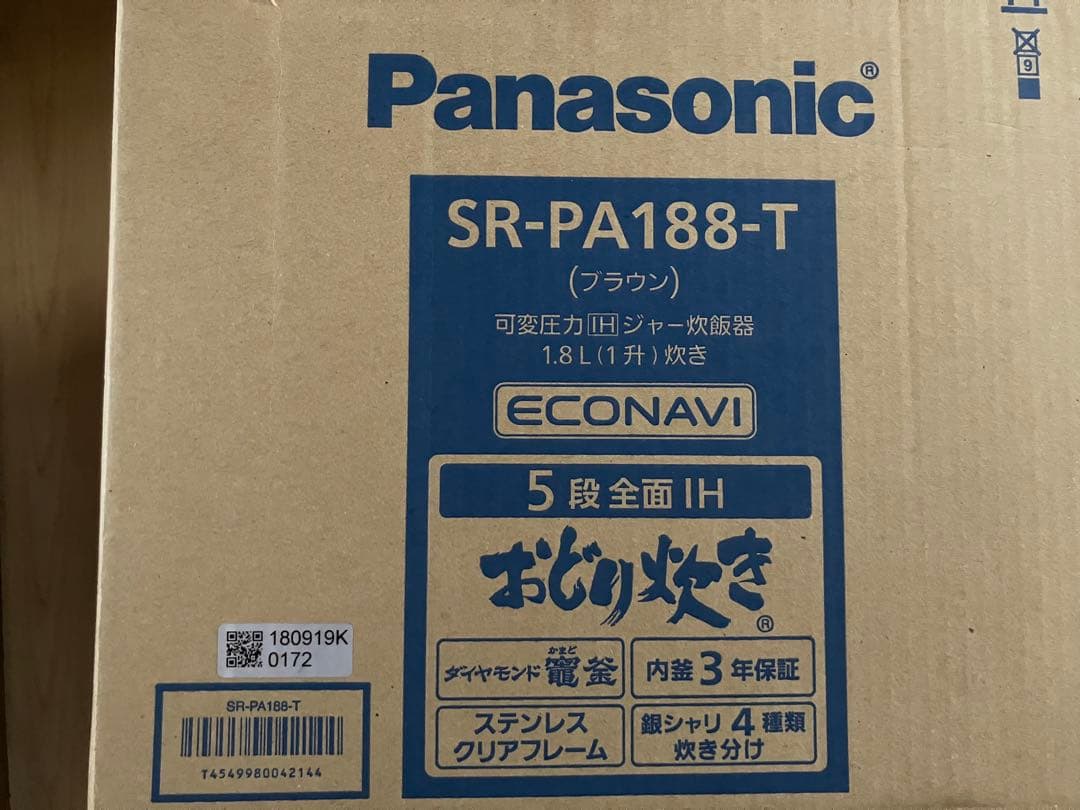 Panasonic®
9
SR-PA188-T
(ブラウン)
可変圧力IHジャー炊飯器
1.8L(1升)炊き
ECONAVI
5段全面IH
おどり炊き®
かまど
ダイヤモンド竈釜
内釜3年保証
ステンレス
クリアフレーム
銀シャリ4種類
炊き分け
180919K
0172
SR-PA188-T
T4549980042144